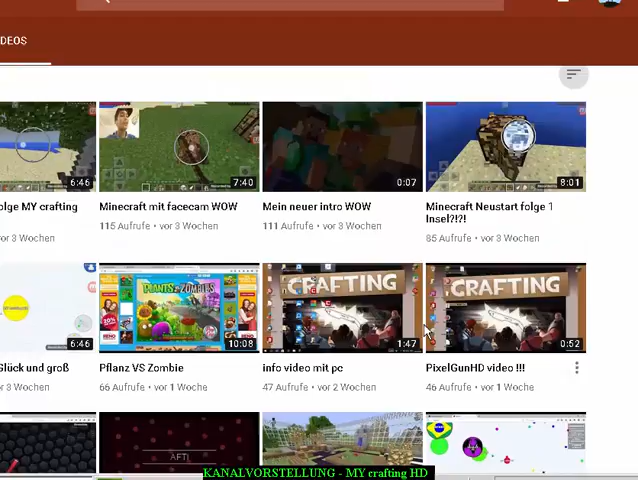 DEOS
6:46
7:40
0:07
8:01
olge MY crafting
Minecraft mit facecam WOW
Mein neuer intro WOW
Minecraft Neustart folge 1
Insel?!?!
vor 3 Wochen
115 Aufrufe • vor 3 Wochen
111 Aufrufe • vor 3 Wochen
85 Aufrufe • vor 3 Wochen
PLANTS ZOMBIES
CRAFTING
CRAFTING
6:46
10:08
1:47
0:52
Glück und groß
Pflanz VS Zombie
info video mit pc
PixelGunHD video !!!
vor 3 Wochen
66 Aufrufe • vor 1 Woche
47 Aufrufe • vor 2 Wochen
46 Aufrufe • vor 1 Woche
AFTI
KANALVORSTELLUNG - MY crafting HD